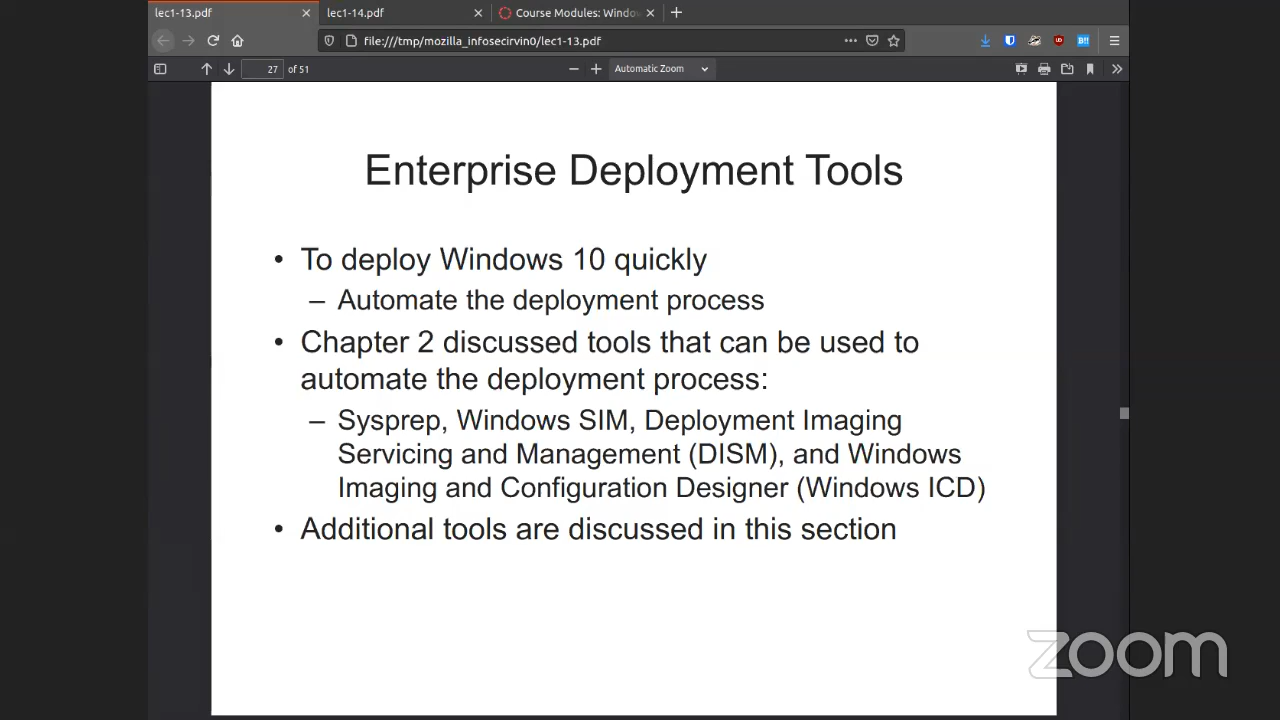 lec1-13.pdf
lec1-14.pdf
Course Modules: Windo
file:///tmp/mozilla_infosecirvin0/lec1-13.pdf
27 of 51
Automatic Zoom
Enterprise Deployment Tools
• To deploy Windows 10 quickly
– Automate the deployment process
• Chapter 2 discussed tools that can be used to
automate the deployment process:
– Sysprep, Windows SIM, Deployment Imaging
Servicing and Management (DISM), and Windows
Imaging and Configuration Designer (Windows ICD)
• Additional tools are discussed in this section
zoom